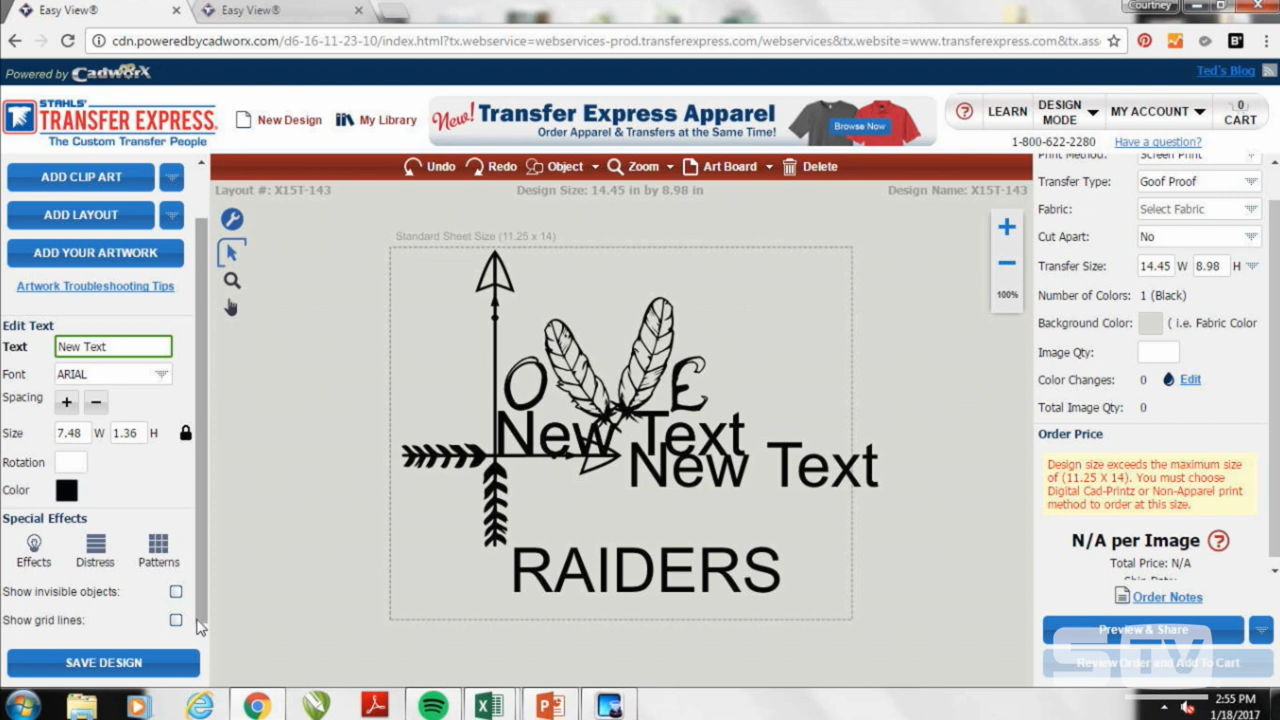 Easy View®
Easy View®
Courtney
cdn.poweredbycadworx.com/d6-16-11-23-10/index.html?tx.webservice=webservices-prod.transferexpress.com/webservices&tx.website=www.transferexpress.com&tx.ass
Powered by CadworX
Ted's Blog
STAHLS'
TRANSFER EXPRESS.
The Custom Transfer People
New Design
My Library
New! Transfer Express Apparel
Order Apparel & Transfers at the Same Time!
Browse Now
LEARN
DESIGN MODE
MY ACCOUNT
0
CART
1-800-622-2280
Have a question?
ADD CLIP ART
ADD LAYOUT
ADD YOUR ARTWORK
Artwork Troubleshooting Tips
Edit Text
Text New Text
Font ARIAL
Spacing + -
Size 7.48 W 1.36 H
Rotation
Color
Special Effects
Effects Distress Patterns
Show invisible objects:
Show grid lines:
SAVE DESIGN
Undo Redo Object Zoom Art Board Delete
Layout #: X15T-143
Design Size: 14.45 in by 8.98 in
Design Name: X15T-143
Standard Sheet Size (11.25 x 14)
100%
O E
New Text
New Text
RAIDERS
Print Method: Screen Print
Transfer Type: Goof Proof
Fabric: Select Fabric
Cut Apart: No
Transfer Size: 14.45 W 8.98 H
Number of Colors: 1 (Black)
Background Color: ( i.e. Fabric Color
Image Qty:
Color Changes: 0 Edit
Total Image Qty: 0
Order Price
Design size exceeds the maximum size
of (11.25 X 14). You must choose
Digital Cad-Printz or Non-Apparel print
method to order at this size.
N/A per Image
Total Price: N/A
Ship Date:
Order Notes
Preview & Share
Review Order and Add To Cart
STV
2:55 PM
1/18/2017